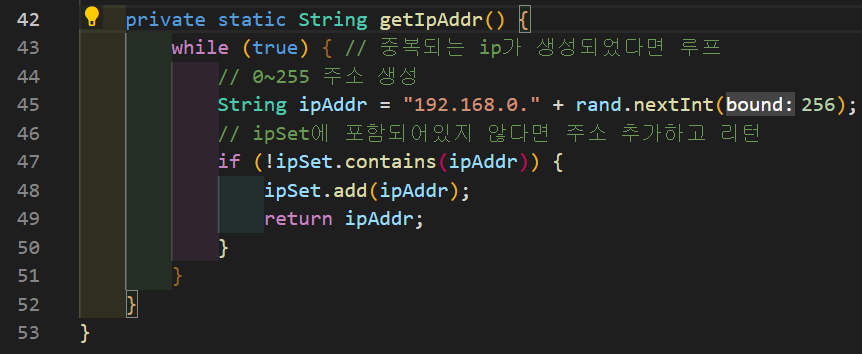 42 private static String getIpAddr() {
43 while (true) { // 중복되는 ip가 생성되었다면 루프
44 // 0~255 주소 생성
45 String ipAddr = "192.168.0." + rand.nextInt(bound: 256);
46 // ipSet에 포함되어있지 않다면 주소 추가하고 리턴
47 if (!ipSet.contains(ipAddr)) {
48 ipSet.add(ipAddr);
49 return ipAddr;
50 }
51 }
52 }
53 }